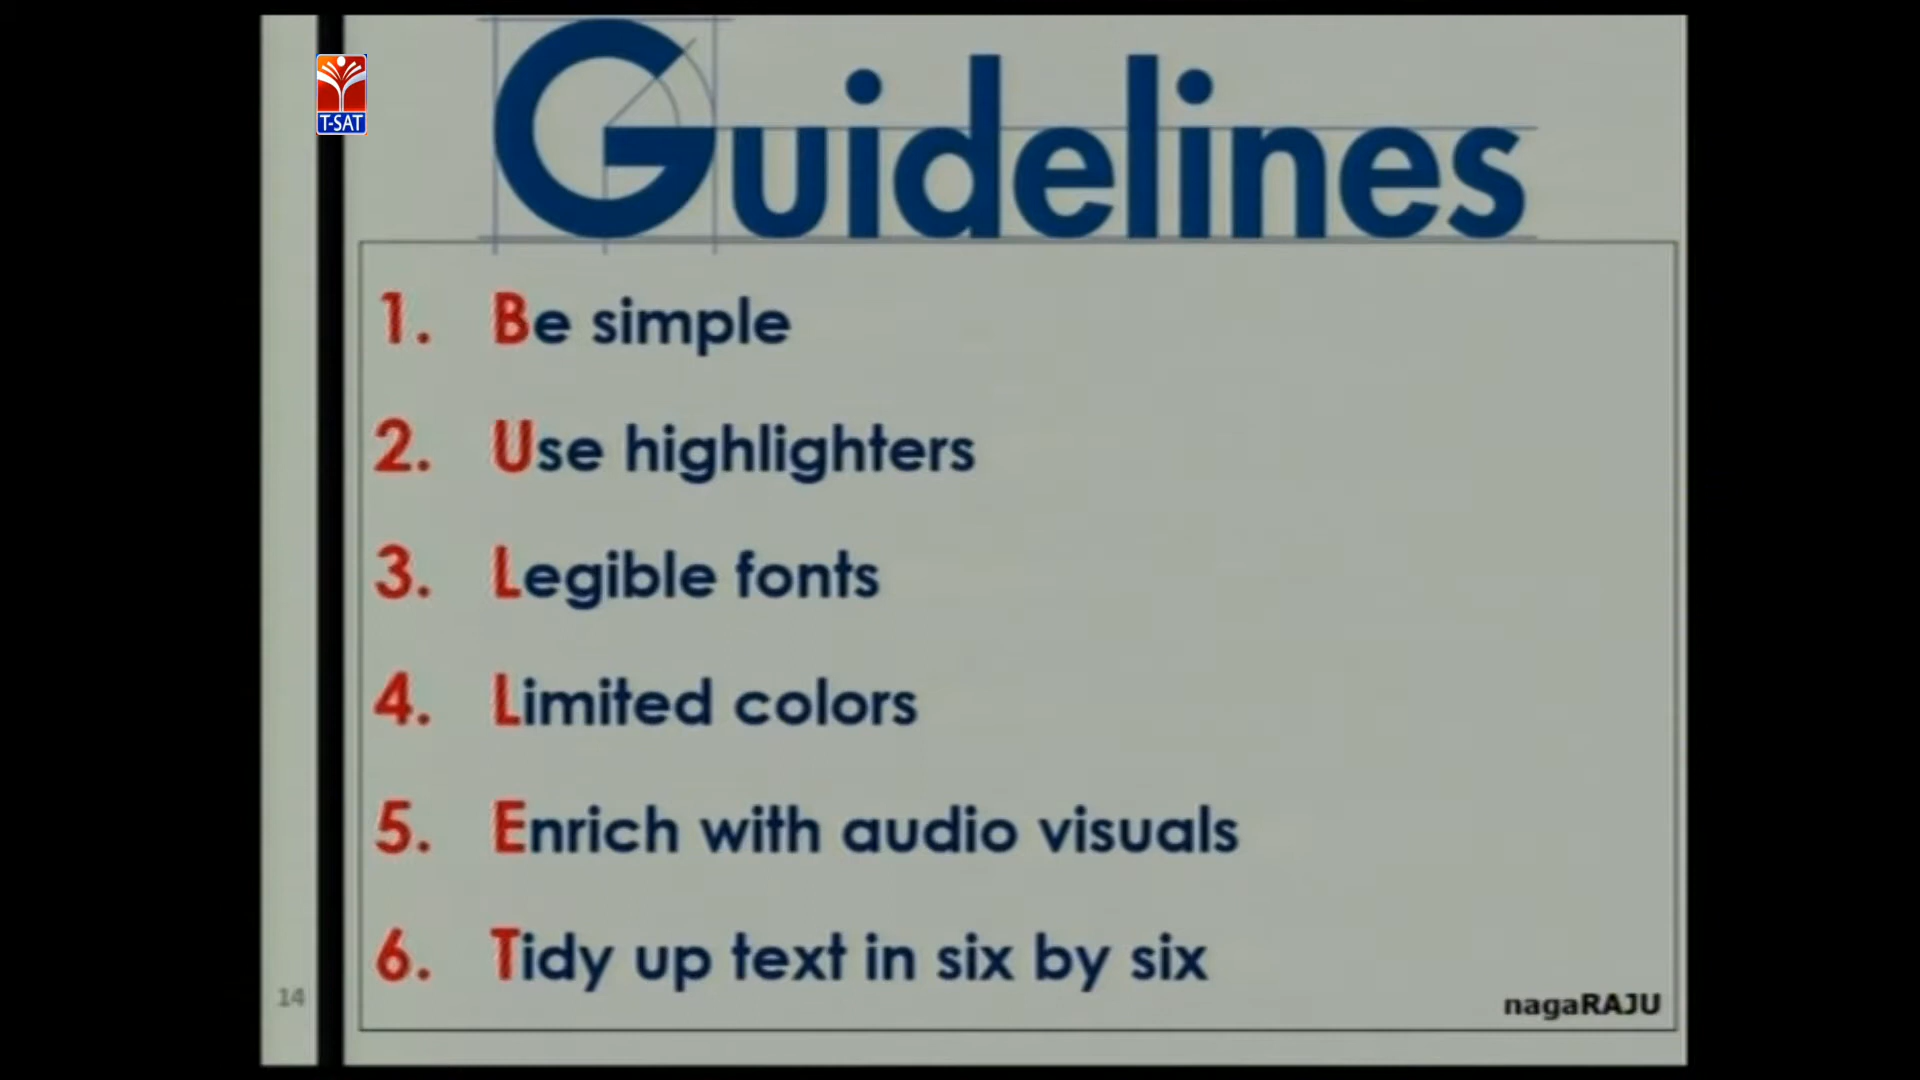 T-SAT
Guidelines
1. Be simple
2. Use highlighters
3. Legible fonts
4. Limited colors
5. Enrich with audio visuals
6. Tidy up text in six by six
14
nagaRAJU